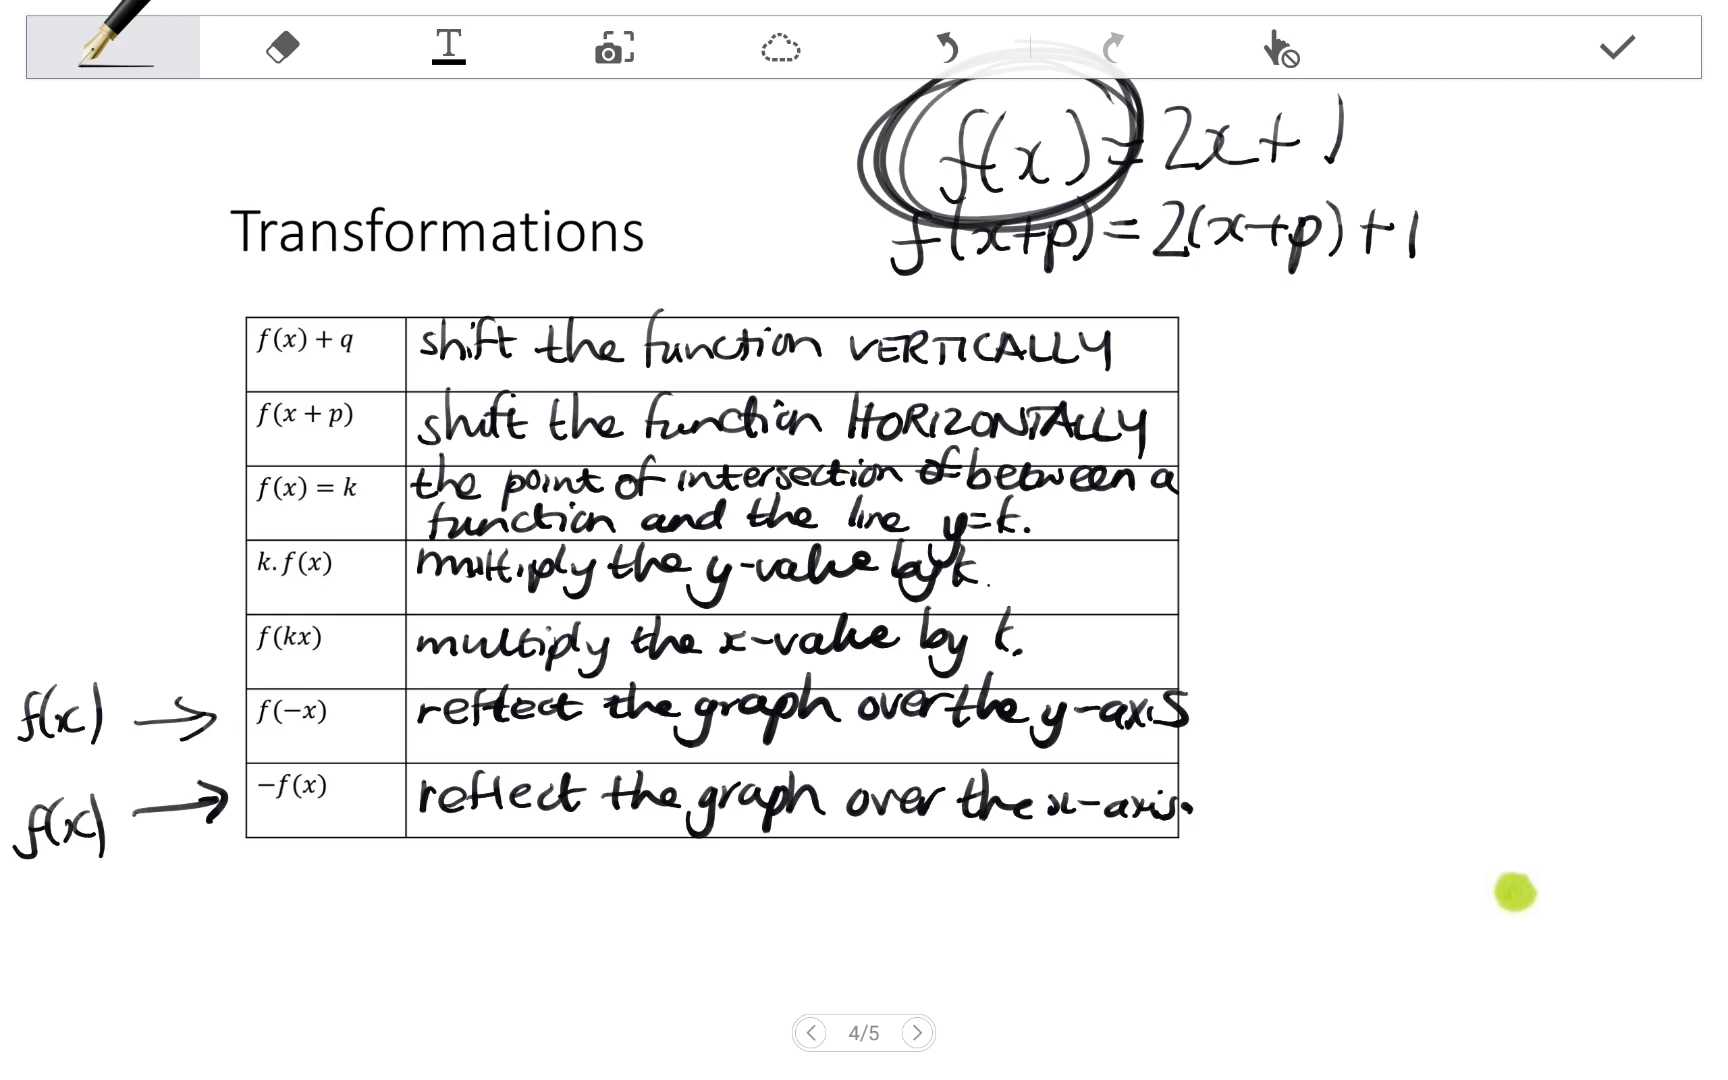 T
f(x) = 2x + 1
f(x+p) = 2(x+p) + 1
Transformations
f(x) + q shift the function VERTICALLY
f(x + p) shift the function HORIZONTALLY
f(x) = k the point of intersection of between a
function and the line y=k.
k. f(x) multiply the y-value by k.
f(kx) multiply the x-value by k.
f(x) → f(−x) reflect the graph over the y-axis
f(x) → −f(x) reflect the graph over the x-axis.
4/5